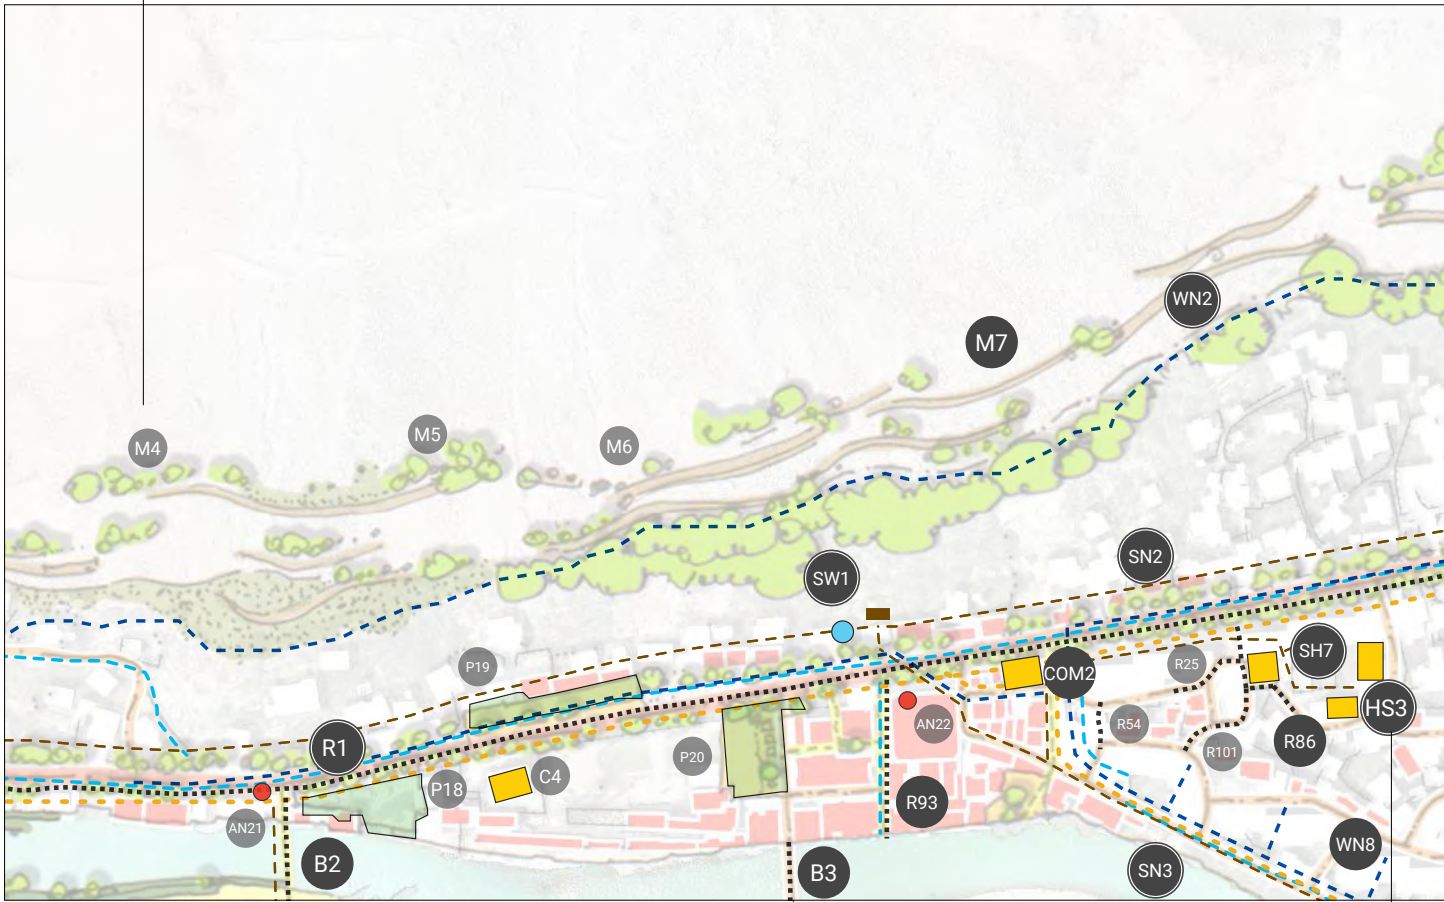 WN2
M7
M4
M5
M6
SN2
SW1
P19
R25
SH7
COM2
HS3
AN22
R54
R1
R101
R86
P20
C4
P18
R93
AN21
WN8
B2
B3
SN3